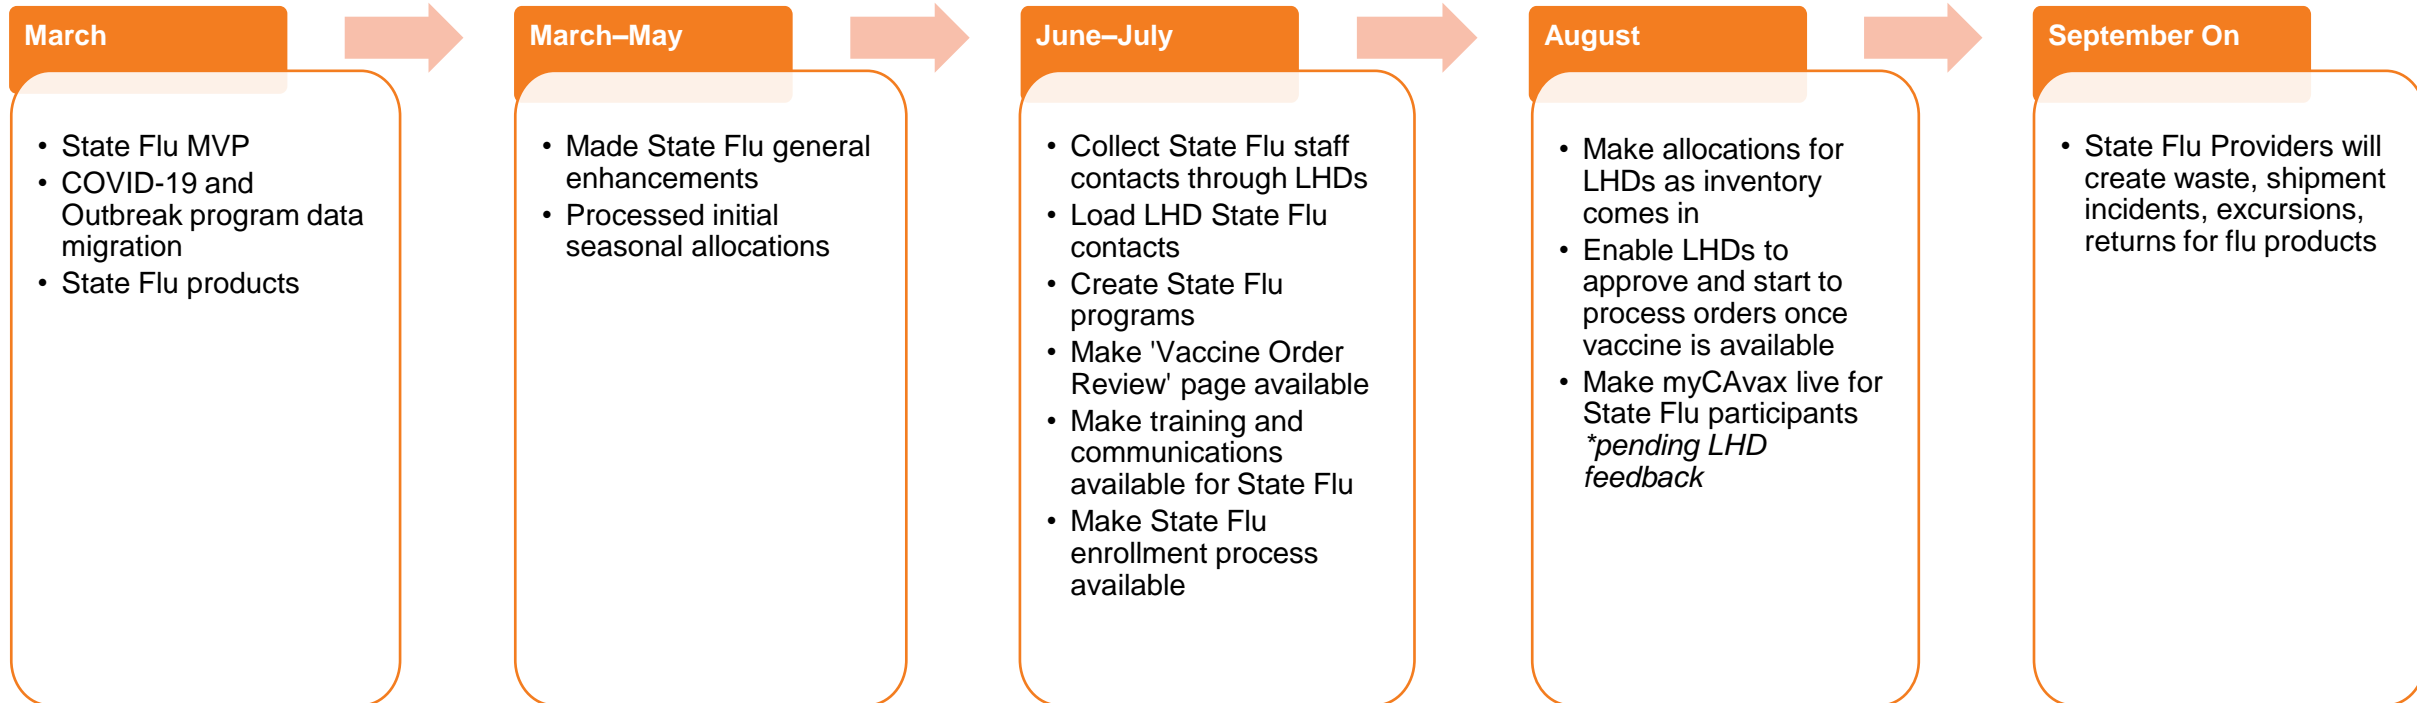 March
• State Flu MVP
• COVID-19 and
Outbreak program data
migration
• State Flu products
March–May
• Made State Flu general
enhancements
• Processed initial
seasonal allocations
June–July
• Collect State Flu staff
contacts through LHDs
• Load LHD State Flu
contacts
• Create State Flu
programs
• Make 'Vaccine Order
Review' page available
• Make training and
communications
available for State Flu
• Make State Flu
enrollment process
available
August
• Make allocations for
LHDs as inventory
comes in
• Enable LHDs to
approve and start to
process orders once
vaccine is available
• Make myCAvax live for
State Flu participants
*pending LHD
feedback
September On
• State Flu Providers will
create waste, shipment
incidents, excursions,
returns for flu products